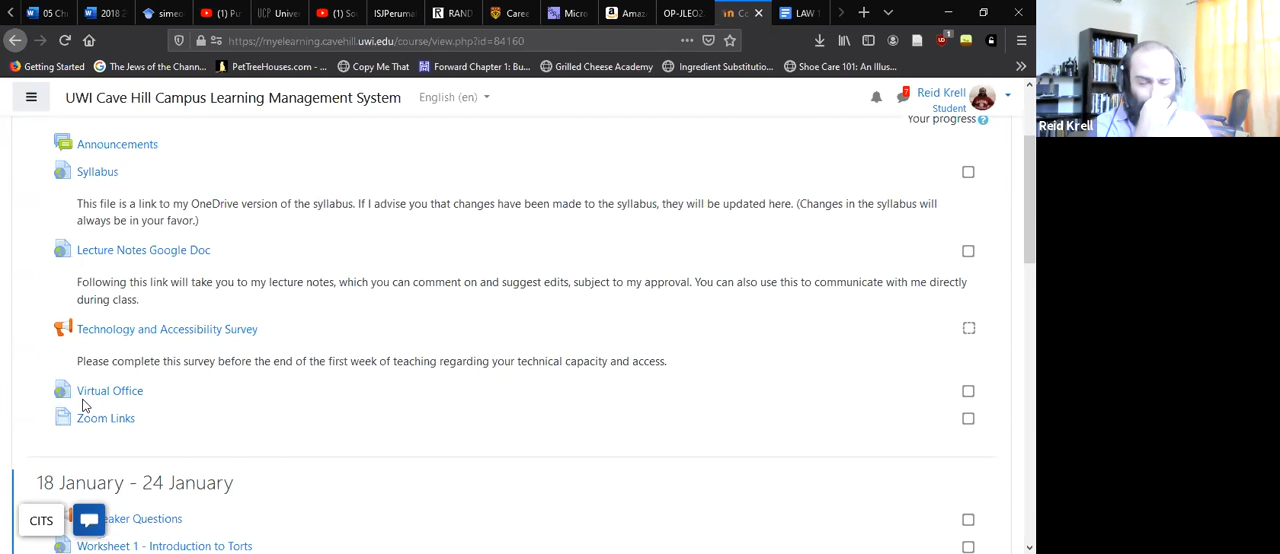 05 Ch
2018 2
simeo
Pu
UCP Univer
So
ISJPerumal
R RAND
Caree
Micro
a Amaz
OP-JLEO2.
Co
LAW 1
https://myelearning.cavehill.uwi.edu/course/view.php?id=84160
1
Getting Started
The Jews of the Chann...
PetTreeHouses.com - ...
Copy Me That
Forward Chapter 1: Bu...
Grilled Cheese Academy
Ingredient Substitutio...
Shoe Care 101: An Illus...
UWI Cave Hill Campus Learning Management System
English (en)
7
Reid Krell
Student
Reid Krell
Your progress
Announcements
Syllabus
This file is a link to my OneDrive version of the syllabus. If I advise you that changes have been made to the syllabus, they will be updated here. (Changes in the syllabus will
always be in your favor.)
Lecture Notes Google Doc
Following this link will take you to my lecture notes, which you can comment on and suggest edits, subject to my approval. You can also use this to communicate with me directly
during class.
Technology and Accessibility Survey
Please complete this survey before the end of the first week of teaching regarding your technical capacity and access.
Virtual Office
Zoom Links
18 January - 24 January
CITS
eaker Questions
Worksheet 1 - Introduction to Torts